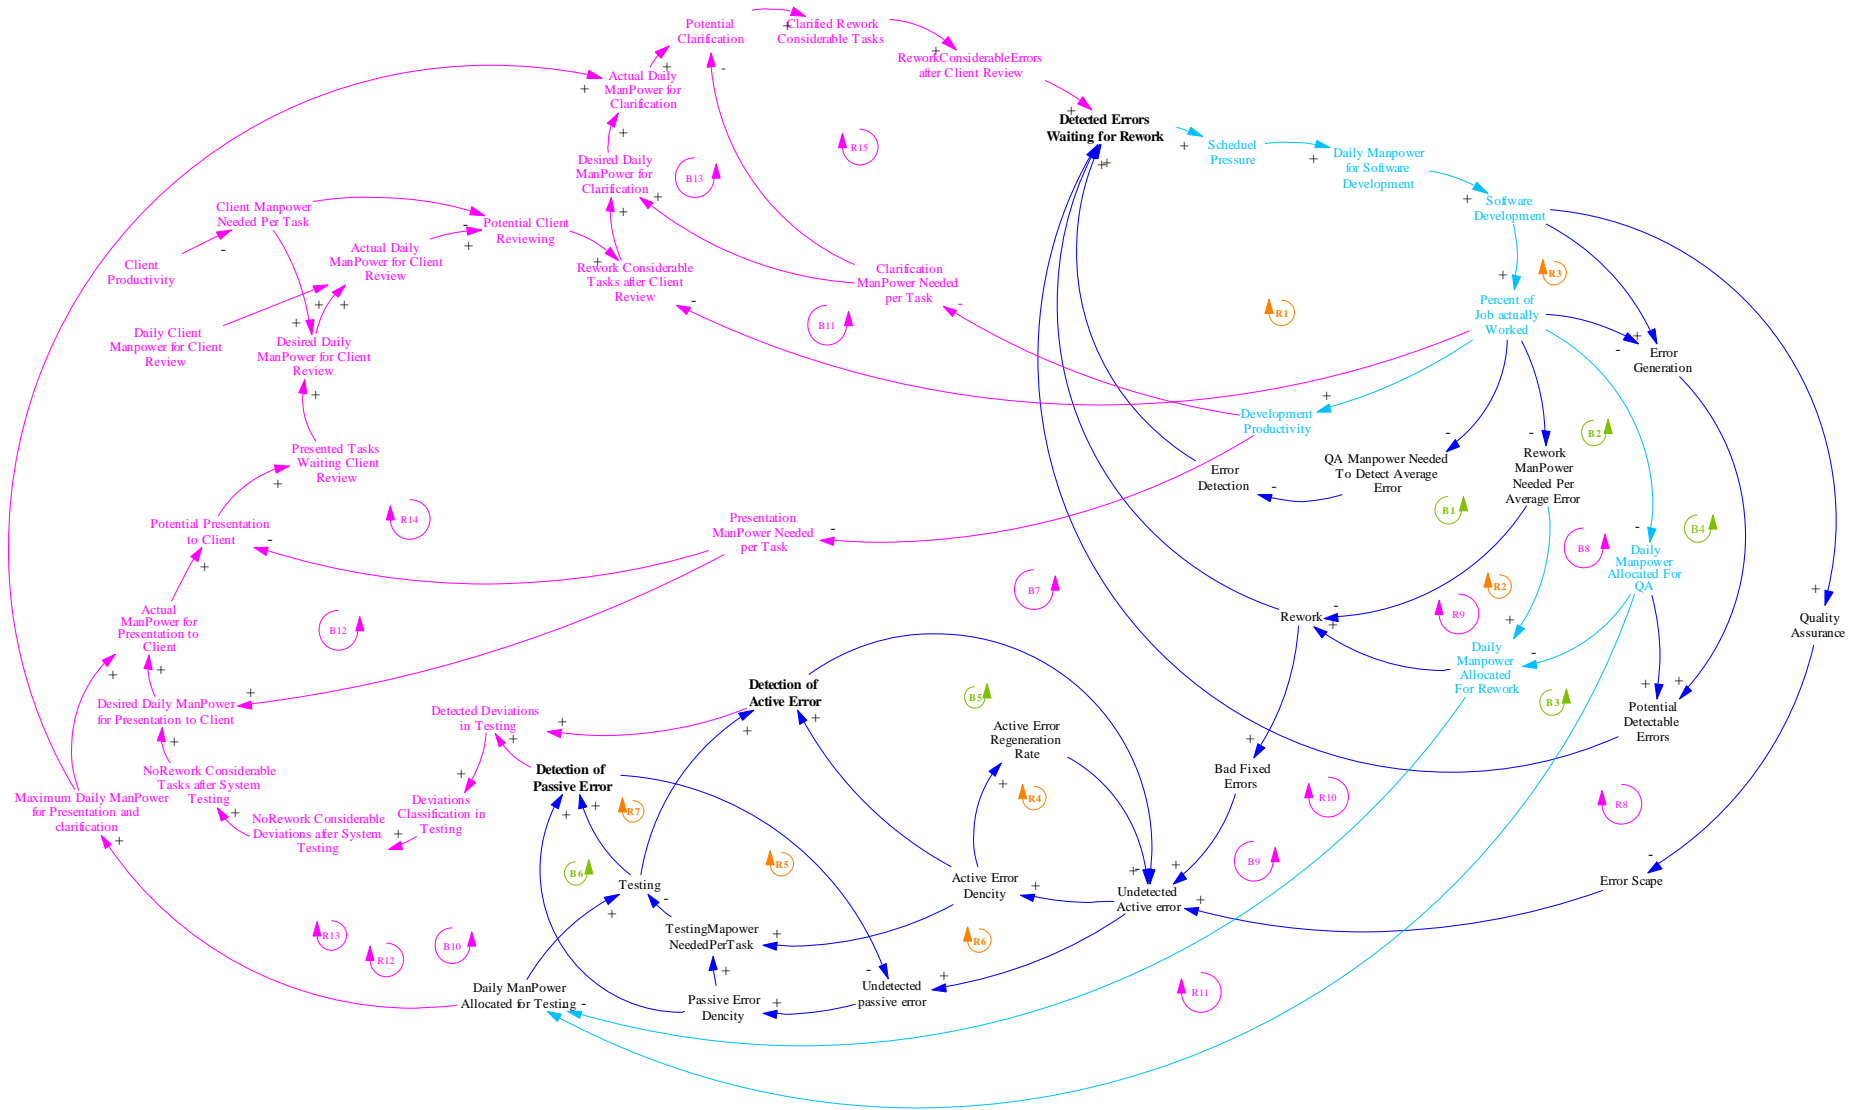 Potential
Clarification
Clarified Rework
Considerable Tasks
ReworkConsiderableErrors
after Client Review
Actual Daily
ManPower for
Clarification
Detected Errors
Waiting for Rework
Scheduel
Pressure
Daily Manpower
for Software
Development
Software
Development
Desired Daily
ManPower for
Clarification
B13
R15
Client Manpower
Needed Per Task
Potential Client
Reviewing
Actual Daily
ManPower for Client
Review
Client
Productivity
Rework Considerable
Tasks after Client
Review
Clarification
ManPower Needed
per Task
R3
R1
B11
Percent of
Job actually
Worked
Daily Client
Manpower for Client
Review
Desired Daily
ManPower for Client
Review
Error
Generation
Development
Productivity
B2
Presented Tasks
Waiting Client
Review
Error
Detection
QA Manpower Needed
To Detect Average
Error
Rework
ManPower
Needed Per
Average Error
B1
R14
Potential Presentation
to Client
Presentation
ManPower Needed
per Task
B8
B4
Daily
Manpower
Allocated For
QA
B7
R2
R9
Actual
ManPower for
Presentation to
Client
B12
Rework
Quality
Assurance
Daily
Manpower
Allocated
For Rework
Detection of
Active Error
B5
B3
Desired Daily ManPower
for Presentation to Client
Detected Deviations
in Testing
Active Error
Regeneration
Rate
Potential
Detectable
Errors
NoRework Considerable
Tasks after System
Testing
Detection of
Passive Error
Bad Fixed
Errors
Maximum Daily ManPower
for Presentation and
clarification
Deviations
Classification in
Testing
R7
R4
R10
R8
NoRework Considerable
Deviations after System
Testing
B6
R5
B9
Testing
Active Error
Dencity
Undetected
Active error
Error Scape
R13
R12
B10
TestingMapower
NeededPerTask
R6
Daily ManPower
Allocated for Testing
Passive Error
Dencity
Undetected
passive error
R11